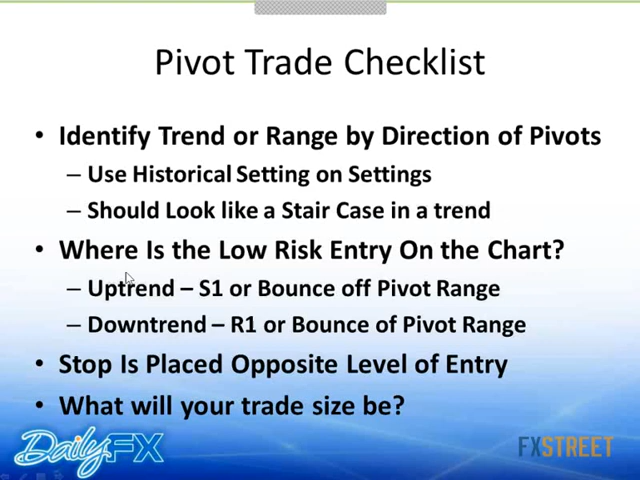 Pivot Trade Checklist
• Identify Trend or Range by Direction of Pivots
– Use Historical Setting on Settings
– Should Look like a Stair Case in a trend
• Where Is the Low Risk Entry On the Chart?
– Uptrend – S1 or Bounce off Pivot Range
– Downtrend – R1 or Bounce of Pivot Range
• Stop Is Placed Opposite Level of Entry
• What will your trade size be?
DailyFX
FXSTREET